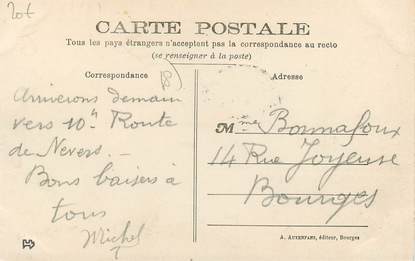 20t
CARTE POSTALE
Tous les pays étrangers n'acceptent pas la correspondance au recto
(se renseigner à la poste)
Correspondance
Arriverons demain
vers 10h Route
de Nevers. —
Bons baisers à
tous
Michel
Adresse
Mme Bonnafoux
14 Rue Joyeuse
Bourges
A. AUXENFANS, éditeur, Bourges